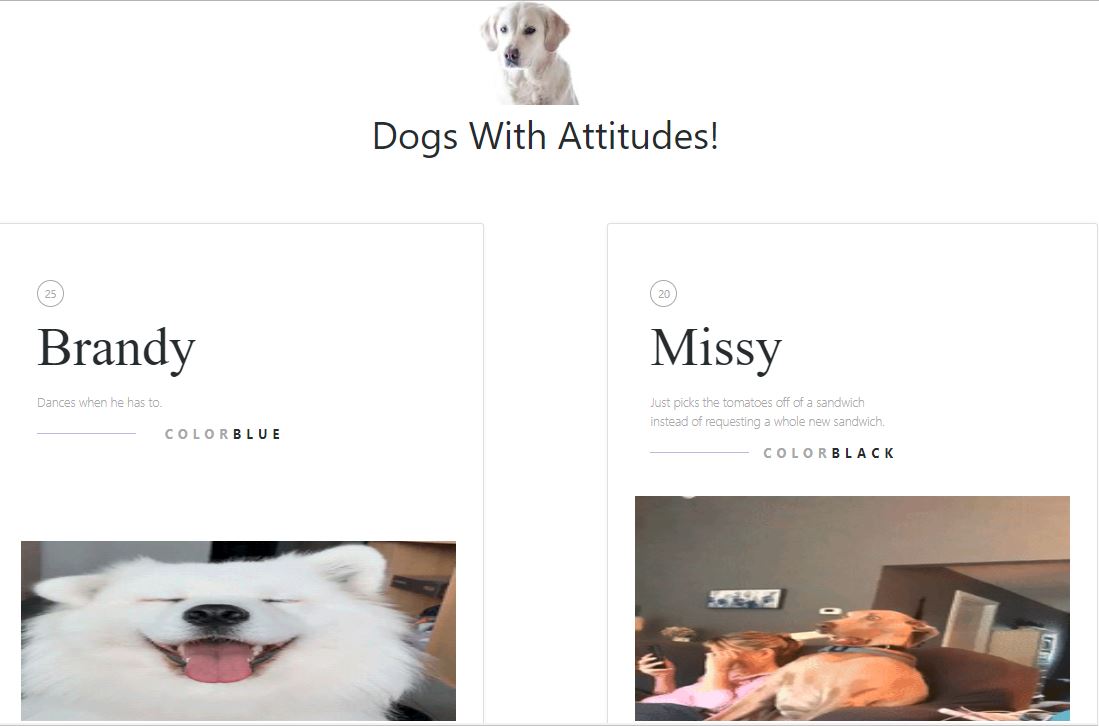 Dogs With Attitudes!
25
Brandy
Dances when he has to.
COLORBLUE
20
Missy
Just picks the tomatoes off of a sandwich
instead of requesting a whole new sandwich.
COLORBLACK